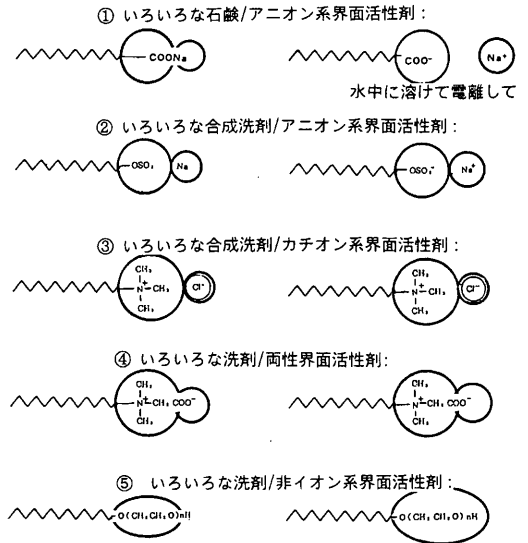 ① いろいろな石鹸/アニオン系界面活性剤：
COONa
COO⁻
Na⁺
水中に溶けて電離して
② いろいろな合成洗剤/アニオン系界面活性剤：
OSO₃
Na
OSO₃⁻
Na⁺
③ いろいろな合成洗剤/カチオン系界面活性剤：
CH₃
N⁺-CH₃
CH₃
Cl⁻
CH₃
N⁺-CH₃
CH₃
Cl⁻
④ いろいろな洗剤/両性界面活性剤：
CH₃
N⁺-CH₂COO⁻
CH₃
CH₃
N⁺-CH₂COO⁻
CH₃
⑤ いろいろな洗剤/非イオン系界面活性剤：
O(CH₂CH₂O)nH
O(CH₂CH₂O)nH